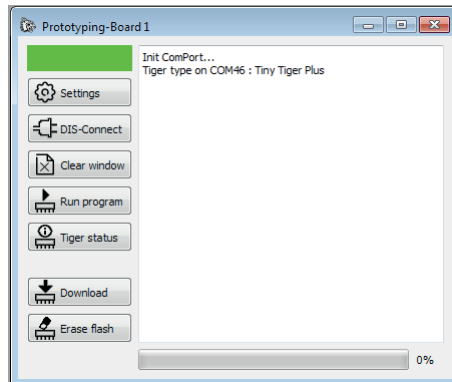 Prototyping-Board 1
Init ComPort...
Tiger type on COM46 : Tiny Tiger Plus
Settings
DIS-Connect
Clear window
Run program
Tiger status
Download
Erase flash
0%